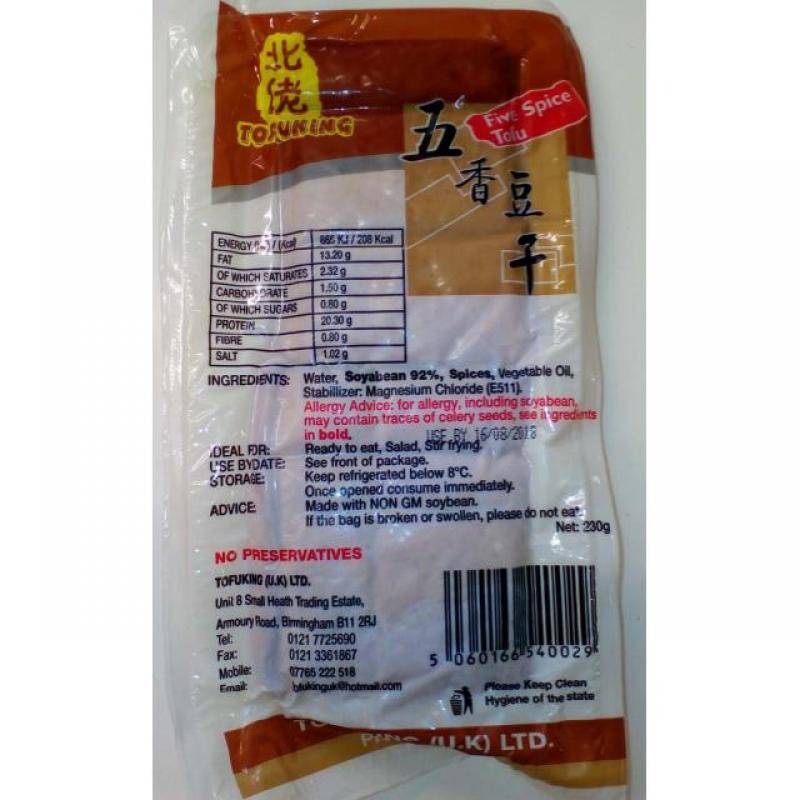 北
佬
TOFUKING
五香豆干
Five Spice
Tofu
ENERGY (KJ) / (Kcal) 865 KJ / 208 Kcal
FAT 13.20 g
OF WHICH SATURATES 2.32 g
CARBOHYDRATE 1.50 g
OF WHICH SUGARS 0.80 g
PROTEIN 20.30 g
FIBRE 0.80 g
SALT 1.02 g
INGREDIENTS: Water, Soyabean 92%, Spices, Vegetable Oil,
Stabillizer: Magnesium Chloride (E511).
Allergy Advice: for allergy, including soyabean,
may contain traces of celery seeds, see ingredients
in bold.
USE BY 16/08/2018
IDEAL FOR: Ready to eat, Salad, Stir frying.
USE BYDATE: See front of package.
STORAGE: Keep refrigerated below 8°C.
Once opened consume immediately.
ADVICE: Made with NON GM soybean.
If the bag is broken or swollen, please do not eat.
Net: 230g
NO PRESERVATIVES
TOFUKING (U.K) LTD.
Unit 8 Small Heath Trading Estate,
Armoury Road, Birmingham B11 2RJ
Tel: 0121 7725690
Fax: 0121 3361867
Mobile: 07765 222 518
Email: tofukinguk@hotmail.com
5 060166 540029
Please Keep Clean
Hygiene of the state
(U.K) LTD.